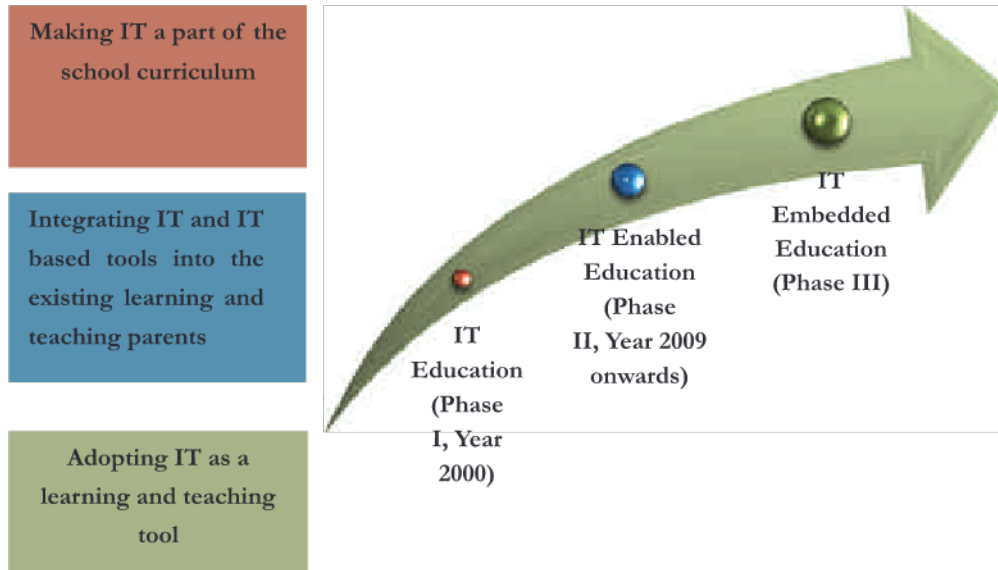 Making IT a part of the
school curriculum
Integrating IT and IT
based tools into the
existing learning and
teaching parents
Adopting IT as a
learning and teaching
tool
IT
Education
(Phase
I, Year
2000)
IT Enabled
Education
(Phase
II, Year 2009
onwards)
IT
Embedded
Education
(Phase III)